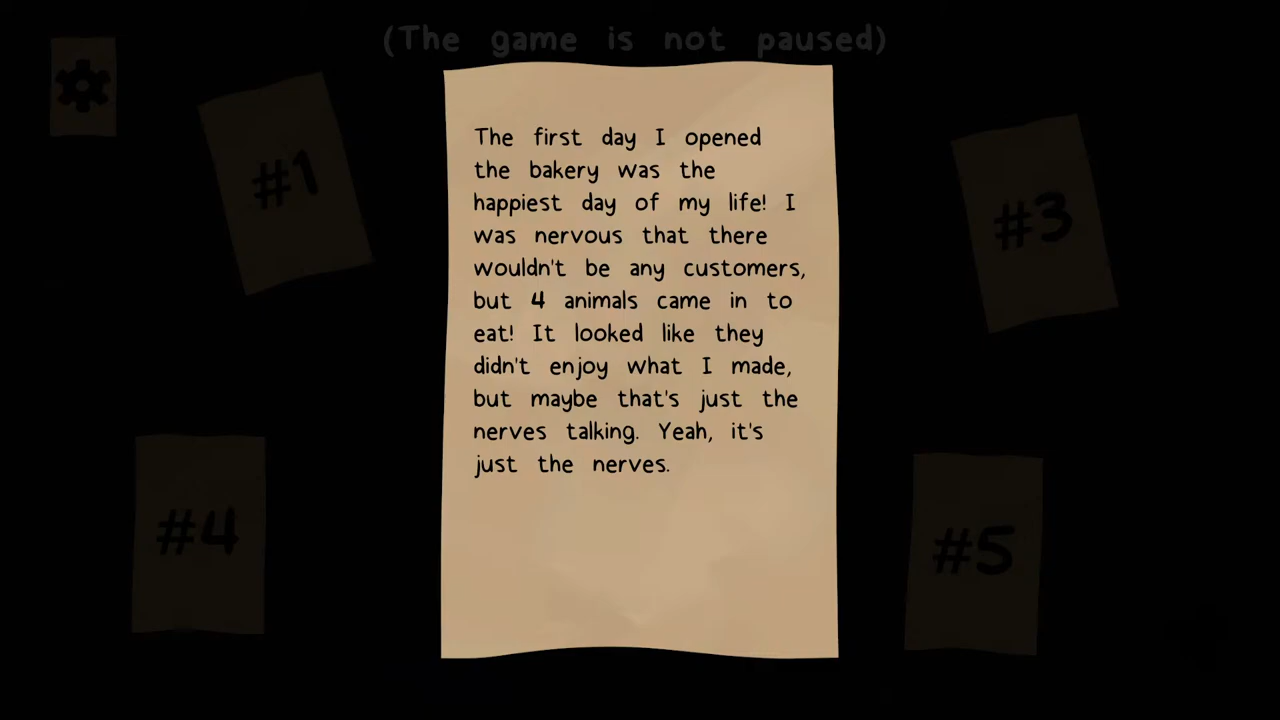 (The game is not paused)
#1
#3
The first day I opened
the bakery was the
happiest day of my life! I
was nervous that there
wouldn't be any customers,
but 4 animals came in to
eat! It looked like they
didn't enjoy what I made,
but maybe that's just the
nerves talking. Yeah, it's
just the nerves.
#4
#5